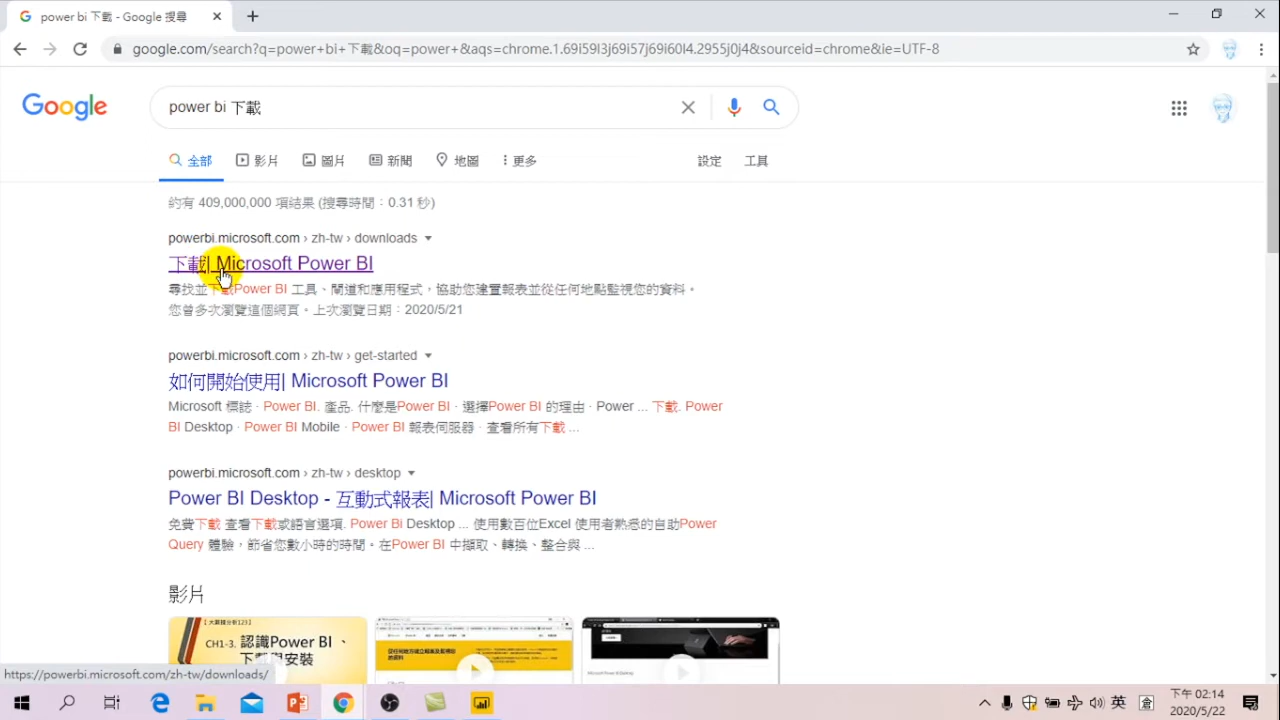 power bi 下載 - Google 搜尋
google.com/search?q=power+bi+下載&oq=power+&aqs=chrome.1.69i59l3j69i57j69i60l4.2955j0j4&sourceid=chrome&ie=UTF-8
Google
power bi 下載
全部 影片 圖片 新聞 地圖 更多 設定 工具
約有 409,000,000 項結果 (搜尋時間:0.31 秒)
powerbi.microsoft.com › zh-tw › downloads
下載| Microsoft Power BI
尋找並下載Power BI 工具、閘道和應用程式,協助您建置報表並從任何地點監視您的資料。
您曾多次瀏覽這個網頁。上次瀏覽日期:2020/5/21
powerbi.microsoft.com › zh-tw › get-started
如何開始使用| Microsoft Power BI
Microsoft 標誌 · Power BI. 產品. 什麼是Power BI · 選擇Power BI 的理由 · Power ... 下載. Power
BI Desktop · Power BI Mobile · Power BI 報表伺服器 · 查看所有下載 ...
powerbi.microsoft.com › zh-tw › desktop
Power BI Desktop - 互動式報表| Microsoft Power BI
免費下載 查看下載或語言選項. Power Bi Desktop ... 使用數百位Excel 使用者熟悉的自助Power
Query 體驗,節省您數小時的時間。在Power BI 中擷取、轉換、整合與 ...
影片
【大數據分析123】
CH1-3. 認識Power BI -
https://powerbi.microsoft.com/zh-tw/downloads/
英
下午 02:14
2020/5/22